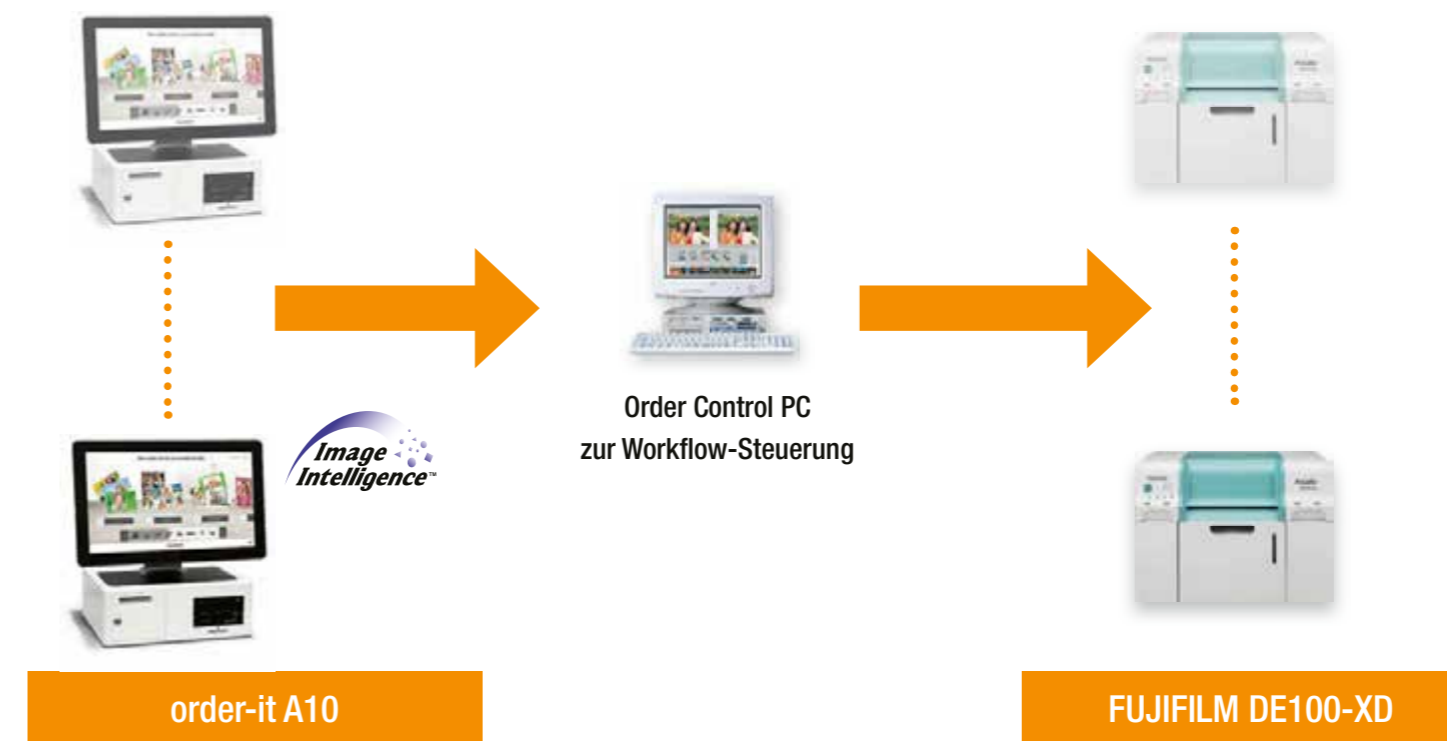 Image
Intelligence™
Order Control PC
zur Workflow-Steuerung
order-it A10
FUJIFILM DE100-XD